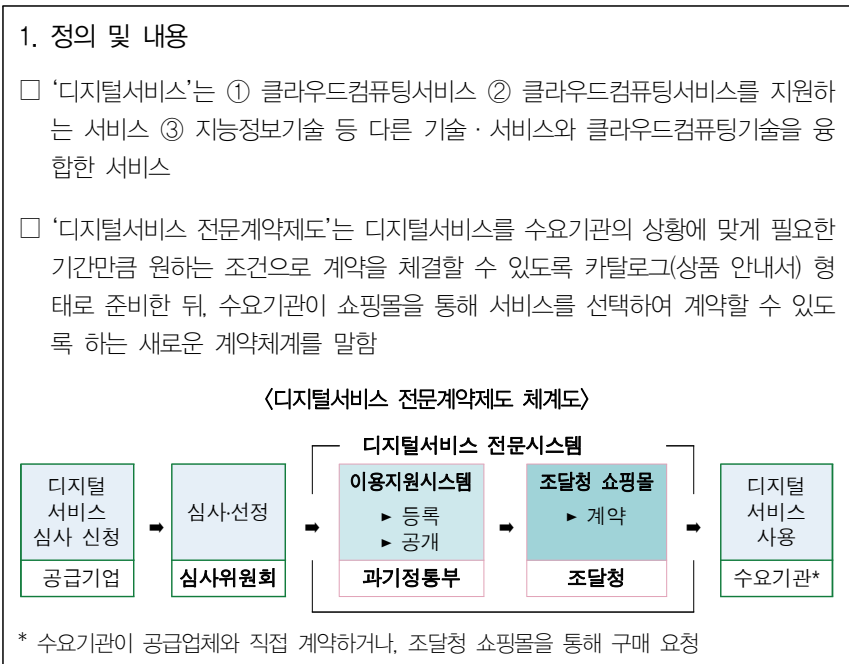 1. 정의 및 내용
□ ‘디지털서비스’는 ① 클라우드컴퓨팅서비스 ② 클라우드컴퓨팅서비스를 지원하
는 서비스 ③ 지능정보기술 등 다른 기술 · 서비스와 클라우드컴퓨팅기술을 융
합한 서비스
□ ‘디지털서비스 전문계약제도’는 디지털서비스를 수요기관의 상황에 맞게 필요한
기간만큼 원하는 조건으로 계약을 체결할 수 있도록 카탈로그(상품 안내서) 형
태로 준비한 뒤, 수요기관이 쇼핑몰을 통해 서비스를 선택하여 계약할 수 있도
록 하는 새로운 계약체계를 말함
〈디지털서비스 전문계약제도 체계도〉
디지털서비스 전문시스템
디지털
서비스
심사 신청
공급기업
➡
심사·선정
심사위원회
➡
이용지원시스템
► 등록
► 공개
과기정통부
➡
조달청 쇼핑몰
► 계약
조달청
➡
디지털
서비스
사용
수요기관*
* 수요기관이 공급업체와 직접 계약하거나, 조달청 쇼핑몰을 통해 구매 요청